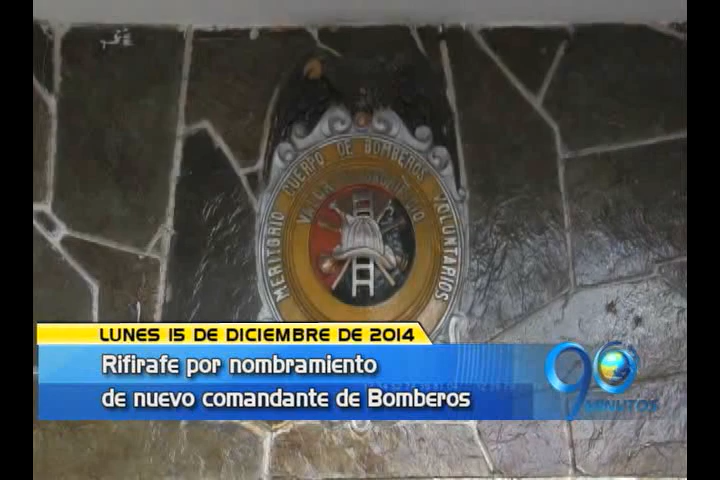 MERITORIO CUERPO DE BOMBEROS VOLUNTARIOS
LUNES 15 DE DICIEMBRE DE 2014
Rifirafe por nombramiento
de nuevo comandante de Bomberos
90
MINUTOS